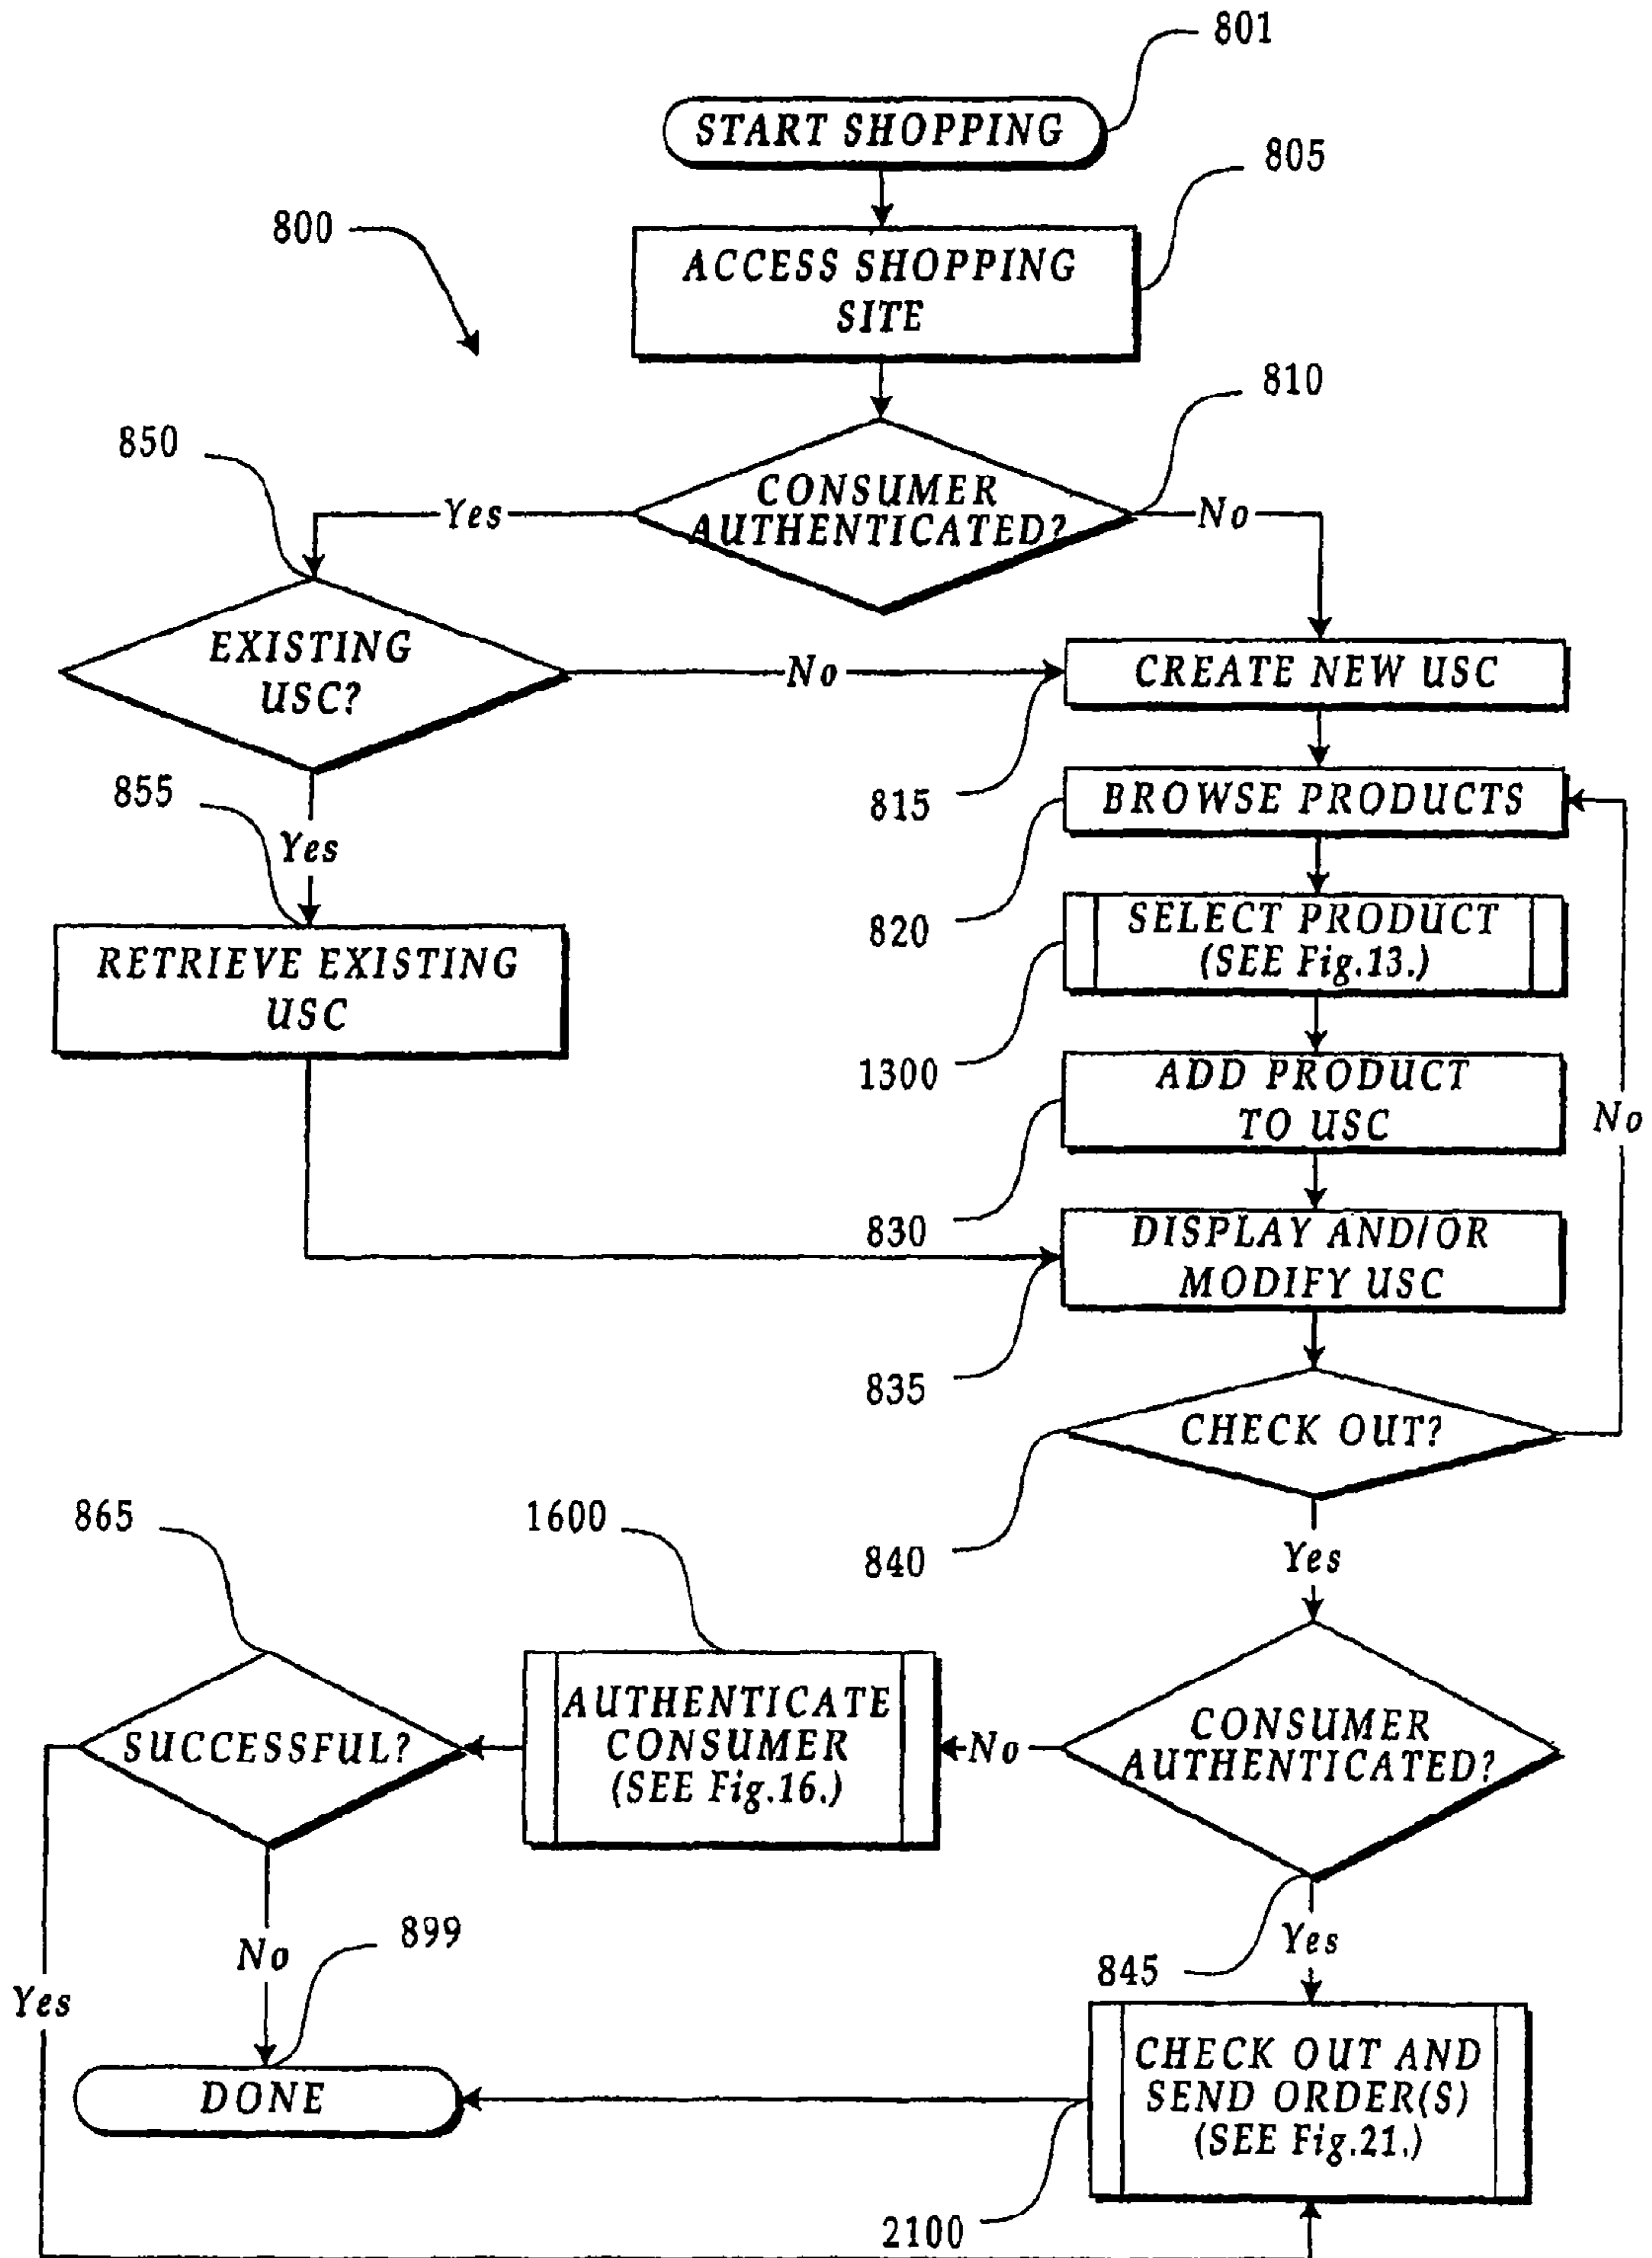 801
START SHOPPING
805
800
ACCESS SHOPPING
SITE
810
850
CONSUMER
AUTHENTICATED?
Yes
No
EXISTING
USC?
No
CREATE NEW USC
855
815
BROWSE PRODUCTS
Yes
820
SELECT PRODUCT
(SEE Fig.13.)
RETRIEVE EXISTING
USC
1300
ADD PRODUCT
TO USC
No
830
DISPLAY AND/OR
MODIFY USC
835
CHECK OUT?
865
1600
840
Yes
AUTHENTICATE
CONSUMER
(SEE Fig.16.)
SUCCESSFUL?
No
CONSUMER
AUTHENTICATED?
No
899
Yes
845
Yes
DONE
CHECK OUT AND
SEND ORDER(S)
(SEE Fig.21.)
2100